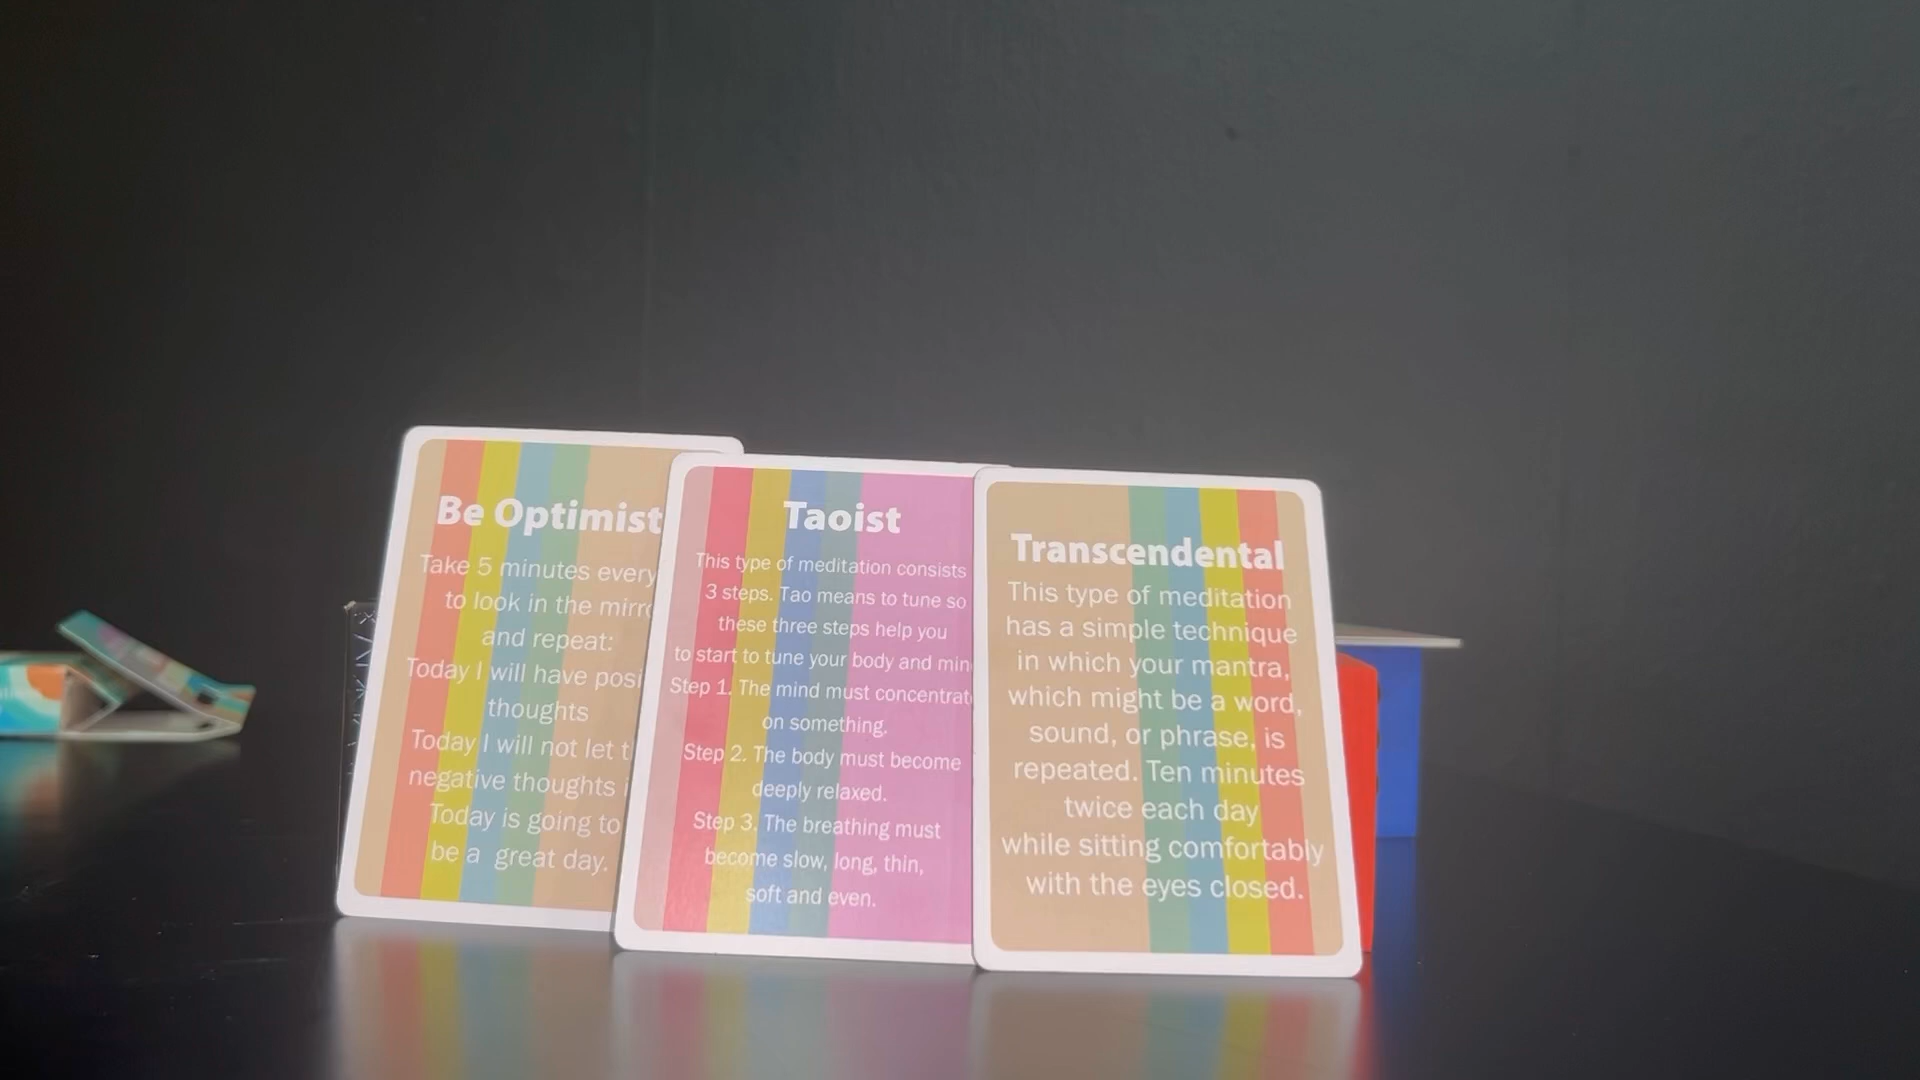 Be Optimist
Take 5 minutes every
to look in the
and repeat:
Today I will have
thoughts
Today I will not let
negative thoughts
Today is going to
be a great day.
Taoist
This type of meditation consists
3 steps. Tao means to tune so
these three steps help you
to start to tune your body and
Step 1. The mind must
on something.
Step 2. The body must become
deeply relaxed.
Step 3. The breathing must
become slow, long, thin,
soft and even.
Transcendental
This type of meditation
has a simple technique
in which your mantra,
which might be a word,
sound, or phrase, is
repeated. Ten minutes
twice each day
while sitting comfortably
with the eyes closed.